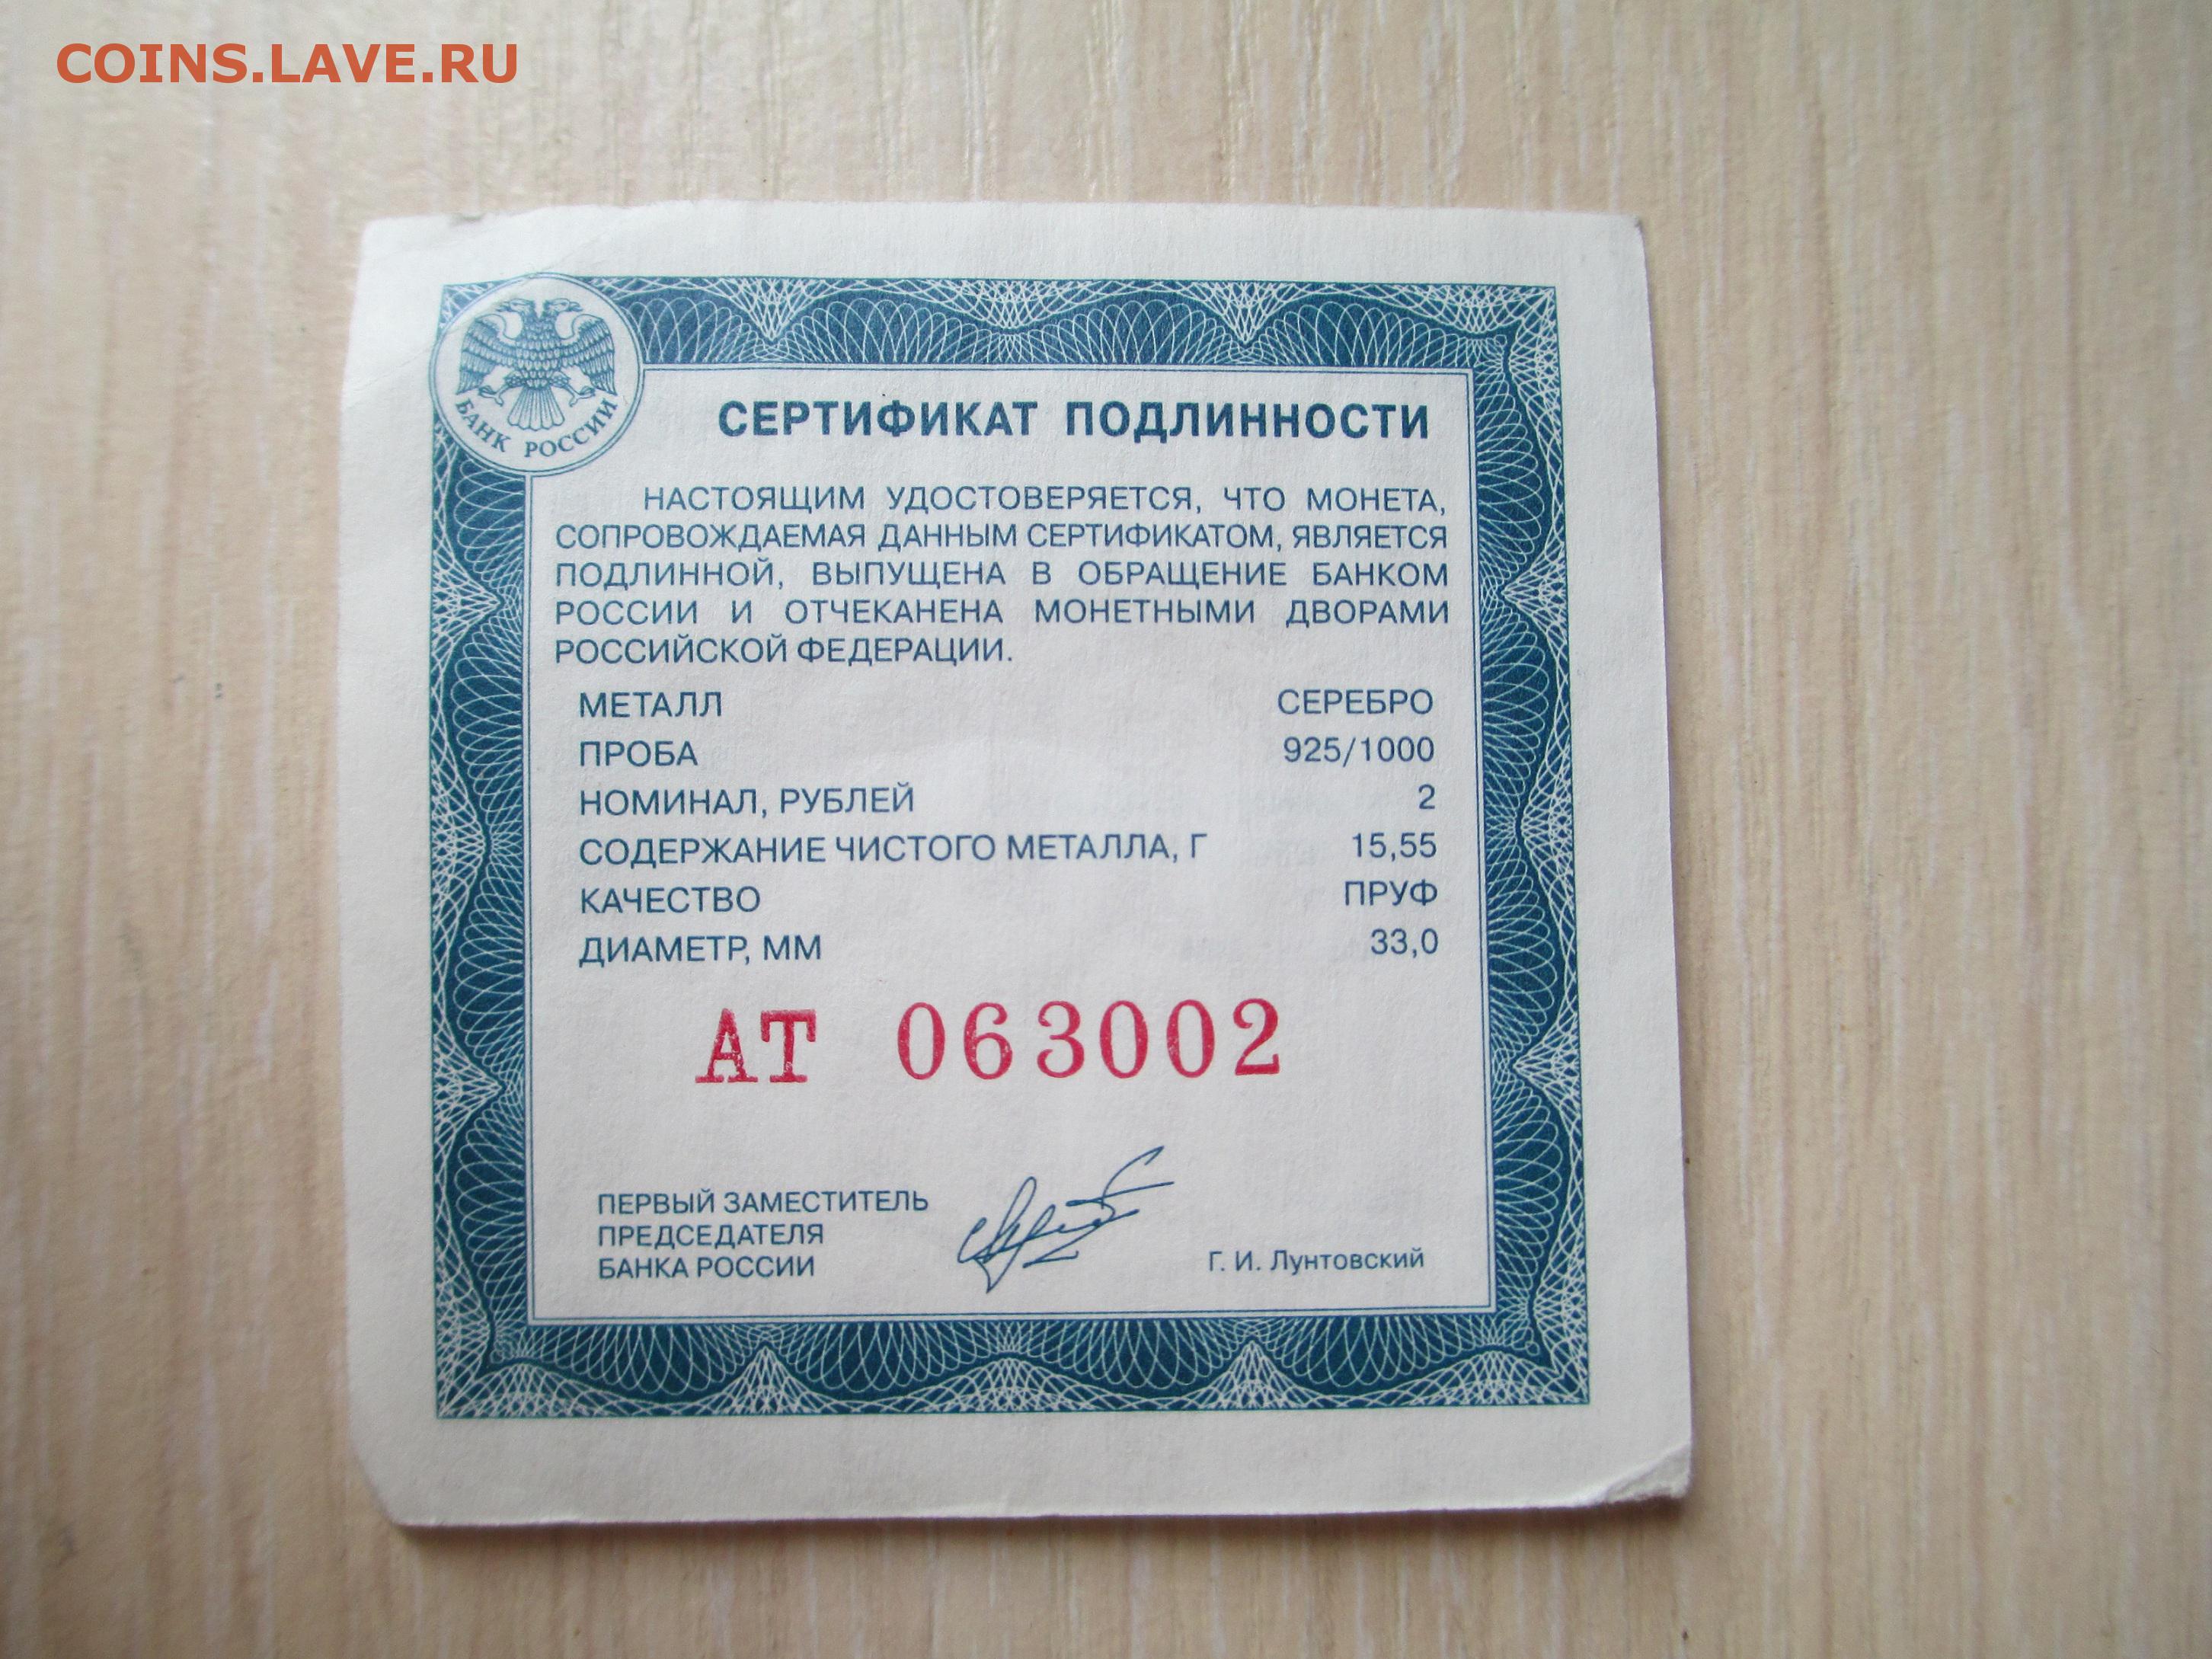 COINS.LAVE.RU
БАНК РОССИИ
СЕРТИФИКАТ ПОДЛИННОСТИ
НАСТОЯЩИМ УДОСТОВЕРЯЕТСЯ, ЧТО МОНЕТА,
СОПРОВОЖДАЕМАЯ ДАННЫМ СЕРТИФИКАТОМ, ЯВЛЯЕТСЯ
ПОДЛИННОЙ, ВЫПУЩЕНА В ОБРАЩЕНИЕ БАНКОМ
РОССИИ И ОТЧЕКАНЕНА МОНЕТНЫМИ ДВОРАМИ
РОССИЙСКОЙ ФЕДЕРАЦИИ.
МЕТАЛЛ СЕРЕБРО
ПРОБА 925/1000
НОМИНАЛ, РУБЛЕЙ 2
СОДЕРЖАНИЕ ЧИСТОГО МЕТАЛЛА, Г 15,55
КАЧЕСТВО ПРУФ
ДИАМЕТР, ММ 33,0
АТ 063002
ПЕРВЫЙ ЗАМЕСТИТЕЛЬ
ПРЕДСЕДАТЕЛЯ
БАНКА РОССИИ Г. И. Лунтовский